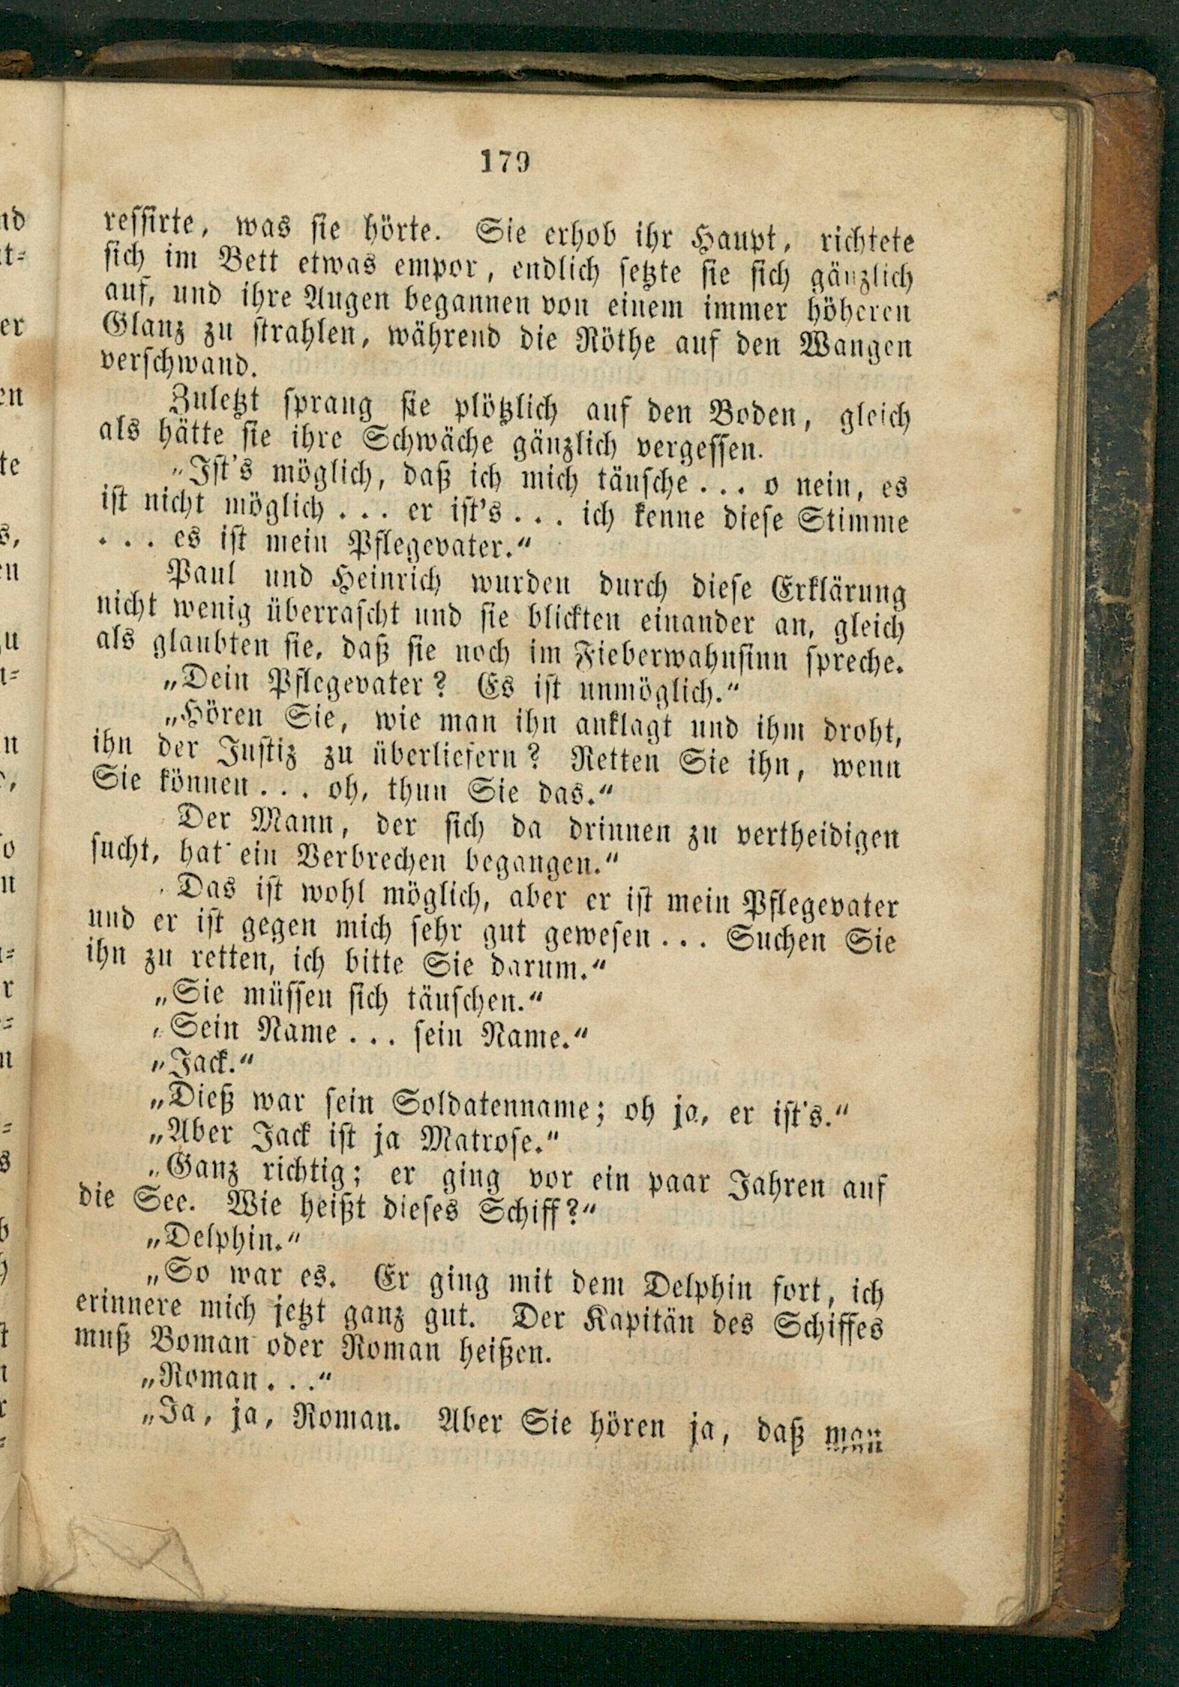 179
ressirte, was sie hörte. Sie erhob ihr Haupt, richtete
sich im Bett etwas empor, endlich setzte sie sich gänzlich
auf, und ihre Augen begannen von einem immer höheren
Glanz zu strahlen, während die Röthe auf den Wangen
verschwand.
Zuletzt sprang sie plötzlich auf den Boden, gleich
als hätte sie ihre Schwäche gänzlich vergessen.
„Ist's möglich, daß ich mich täusche... o nein, es
ist nicht möglich... er ist's... ich kenne diese Stimme
... es ist mein Pflegevater.“
Paul und Heinrich wurden durch diese Erklärung
nicht wenig überrascht und sie blickten einander an, gleich
als glaubten sie, daß sie noch im Fieberwahnsinn spreche.
„Dein Pflegevater? Es ist unmöglich.“
„Hören Sie, wie man ihn anklagt und ihm droht,
ihn der Justiz zu überliefern? Retten Sie ihn, wenn
Sie können... oh, thun Sie das.“
Der Mann, der sich da drinnen zu vertheidigen
sucht, hat ein Verbrechen begangen.“
Das ist wohl möglich, aber er ist mein Pflegevater
und er ist gegen mich sehr gut gewesen... Suchen Sie
ihn zu retten, ich bitte Sie darum.“
„Sie müssen sich täuschen.“
„Sein Name... sein Name.“
„Jack.“
„Dieß war sein Soldatenname; oh ja, er ist's.“
„Aber Jack ist ja Matrose.“
„Ganz richtig; er ging vor ein paar Jahren auf
die See. Wie heißt dieses Schiff?“
„Delphin.“
„So war es. Er ging mit dem Delphin fort, ich
erinnere mich jetzt ganz gut. Der Kapitän des Schiffes
muß Boman oder Roman heißen.
„Roman...“
„Ja, ja, Roman. Aber Sie hören ja, daß man